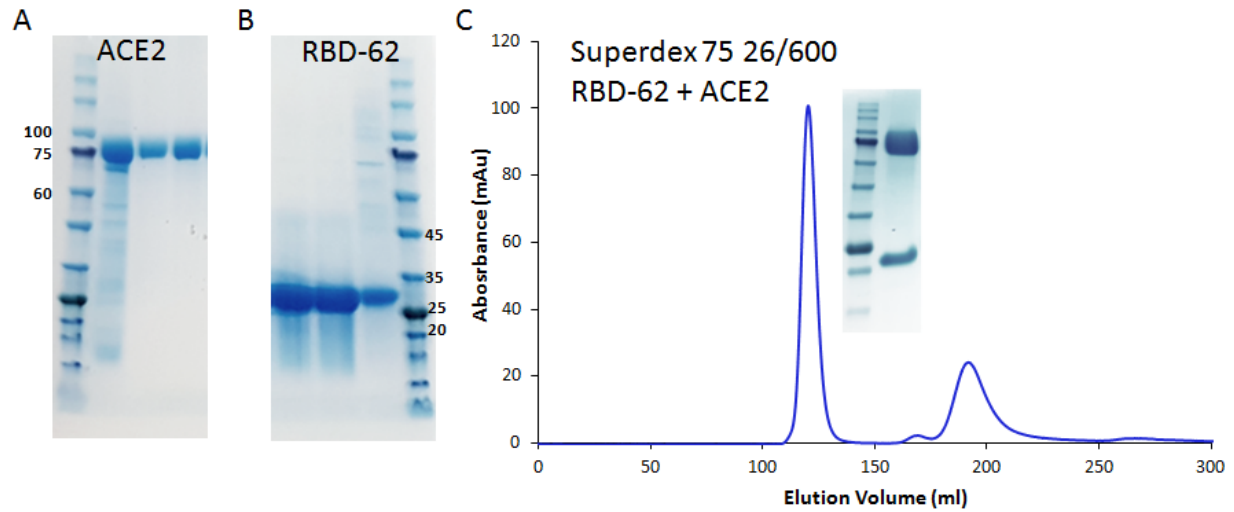 A
ACE2
100
75
60
B
RBD-62
45
35
25
20
C
Superdex 75 26/600
RBD-62 + ACE2
120
100
80
60
40
20
0
Abosrbance (mAu)
0 50 100 150 200 250 300
Elution Volume (ml)